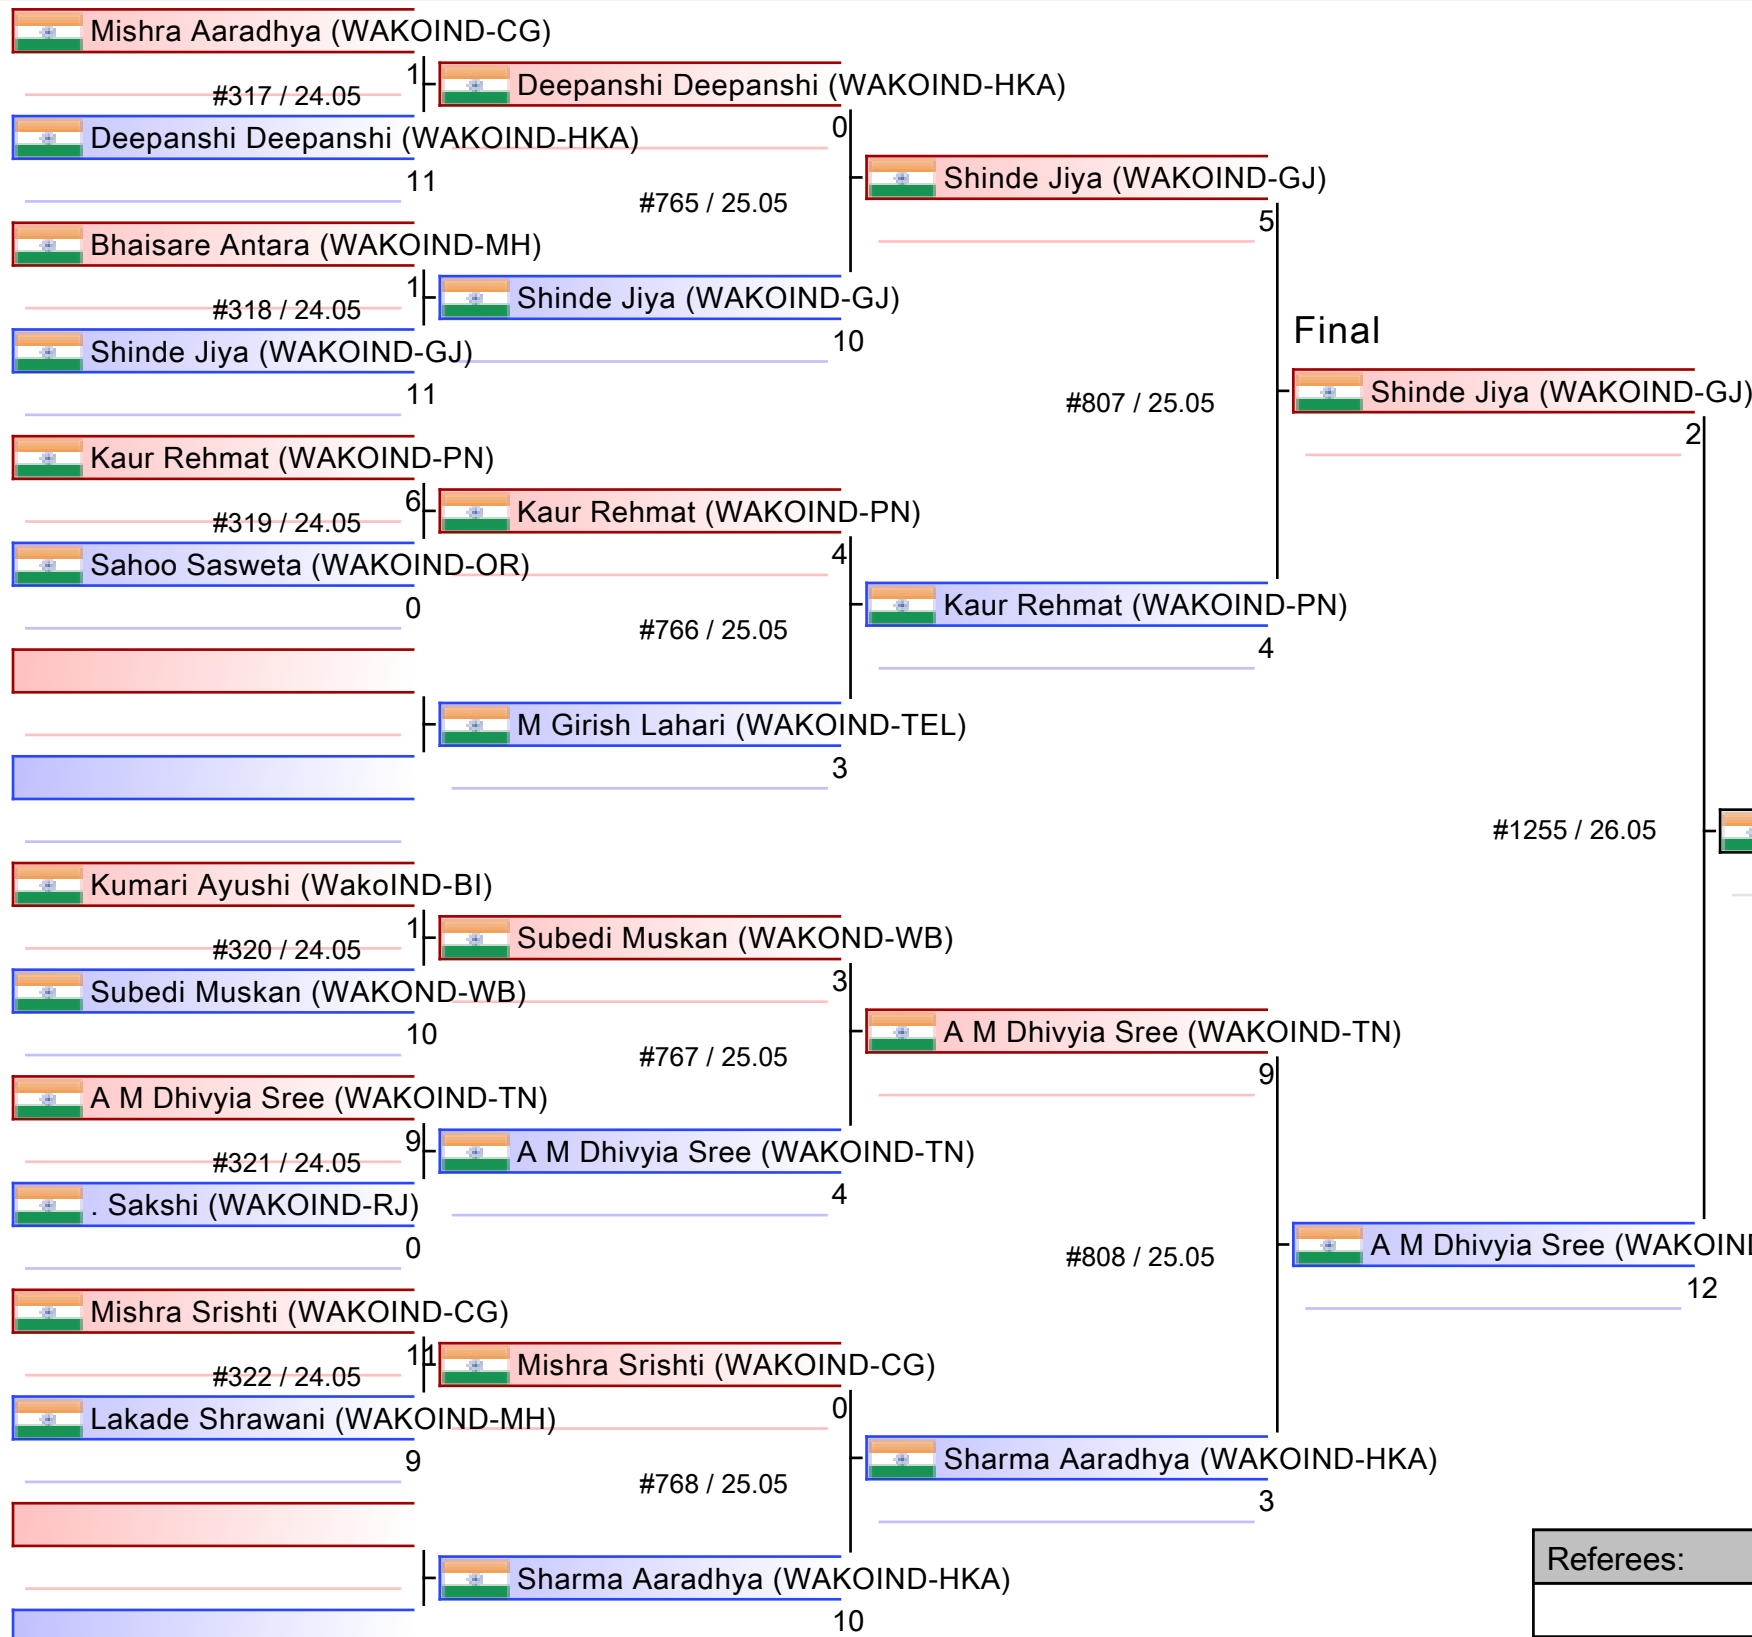 Mishra Aaradhya (WAKOIND-CG)
1
#317 / 24.05
Deepanshi Deepanshi (WAKOIND-HKA)
11
Bhaisare Antara (WAKOIND-MH)
1
#318 / 24.05
Shinde Jiya (WAKOIND-GJ)
11
Kaur Rehmat (WAKOIND-PN)
6
#319 / 24.05
Sahoo Sasweta (WAKOIND-OR)
0
Kumari Ayushi (WakoIND-BI)
1
#320 / 24.05
Subedi Muskan (WAKOND-WB)
10
A M Dhivyia Sree (WAKOIND-TN)
9
#321 / 24.05
. Sakshi (WAKOIND-RJ)
0
Mishra Srishti (WAKOIND-CG)
11
#322 / 24.05
Lakade Shrawani (WAKOIND-MH)
9
Deepanshi Deepanshi (WAKOIND-HKA)
0
#765 / 25.05
Shinde Jiya (WAKOIND-GJ)
10
Kaur Rehmat (WAKOIND-PN)
4
#766 / 25.05
M Girish Lahari (WAKOIND-TEL)
3
Subedi Muskan (WAKOND-WB)
3
#767 / 25.05
A M Dhivyia Sree (WAKOIND-TN)
4
Mishra Srishti (WAKOIND-CG)
0
#768 / 25.05
Sharma Aaradhya (WAKOIND-HKA)
10
Shinde Jiya (WAKOIND-GJ)
5
#807 / 25.05
Kaur Rehmat (WAKOIND-PN)
4
A M Dhivyia Sree (WAKOIND-TN)
9
#808 / 25.05
Sharma Aaradhya (WAKOIND-HKA)
3
Final
Shinde Jiya (WAKOIND-GJ)
2
#1255 / 26.05
A M Dhivyia Sree (WAKOIND
12
Referees: